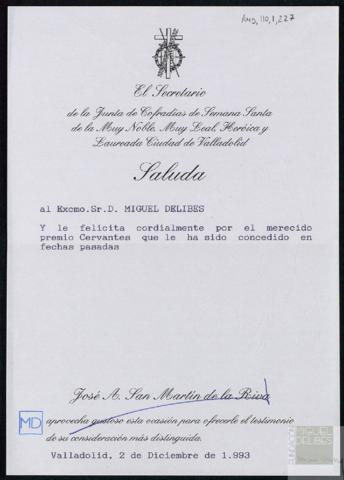 AMD, 110, 1, 227
El Secretario
de la Junta de Cofradías de Semana Santa
de la Muy Noble, Muy Leal, Heróica y
Laureada Ciudad de Valladolid
Saluda
al Excmo.Sr.D. MIGUEL DELIBES
Y le felicita cordialmente por el merecido
premio Cervantes que le ha sido concedido en
fechas pasadas
José A. San Martín de la Riva
MD
aprovecha gustoso esta ocasión para ofrecerle el testimonio
de su consideración más distinguida.
Valladolid, 2 de Diciembre de 1.993
FUNDACIÓN
MIGUEL
DELIBES